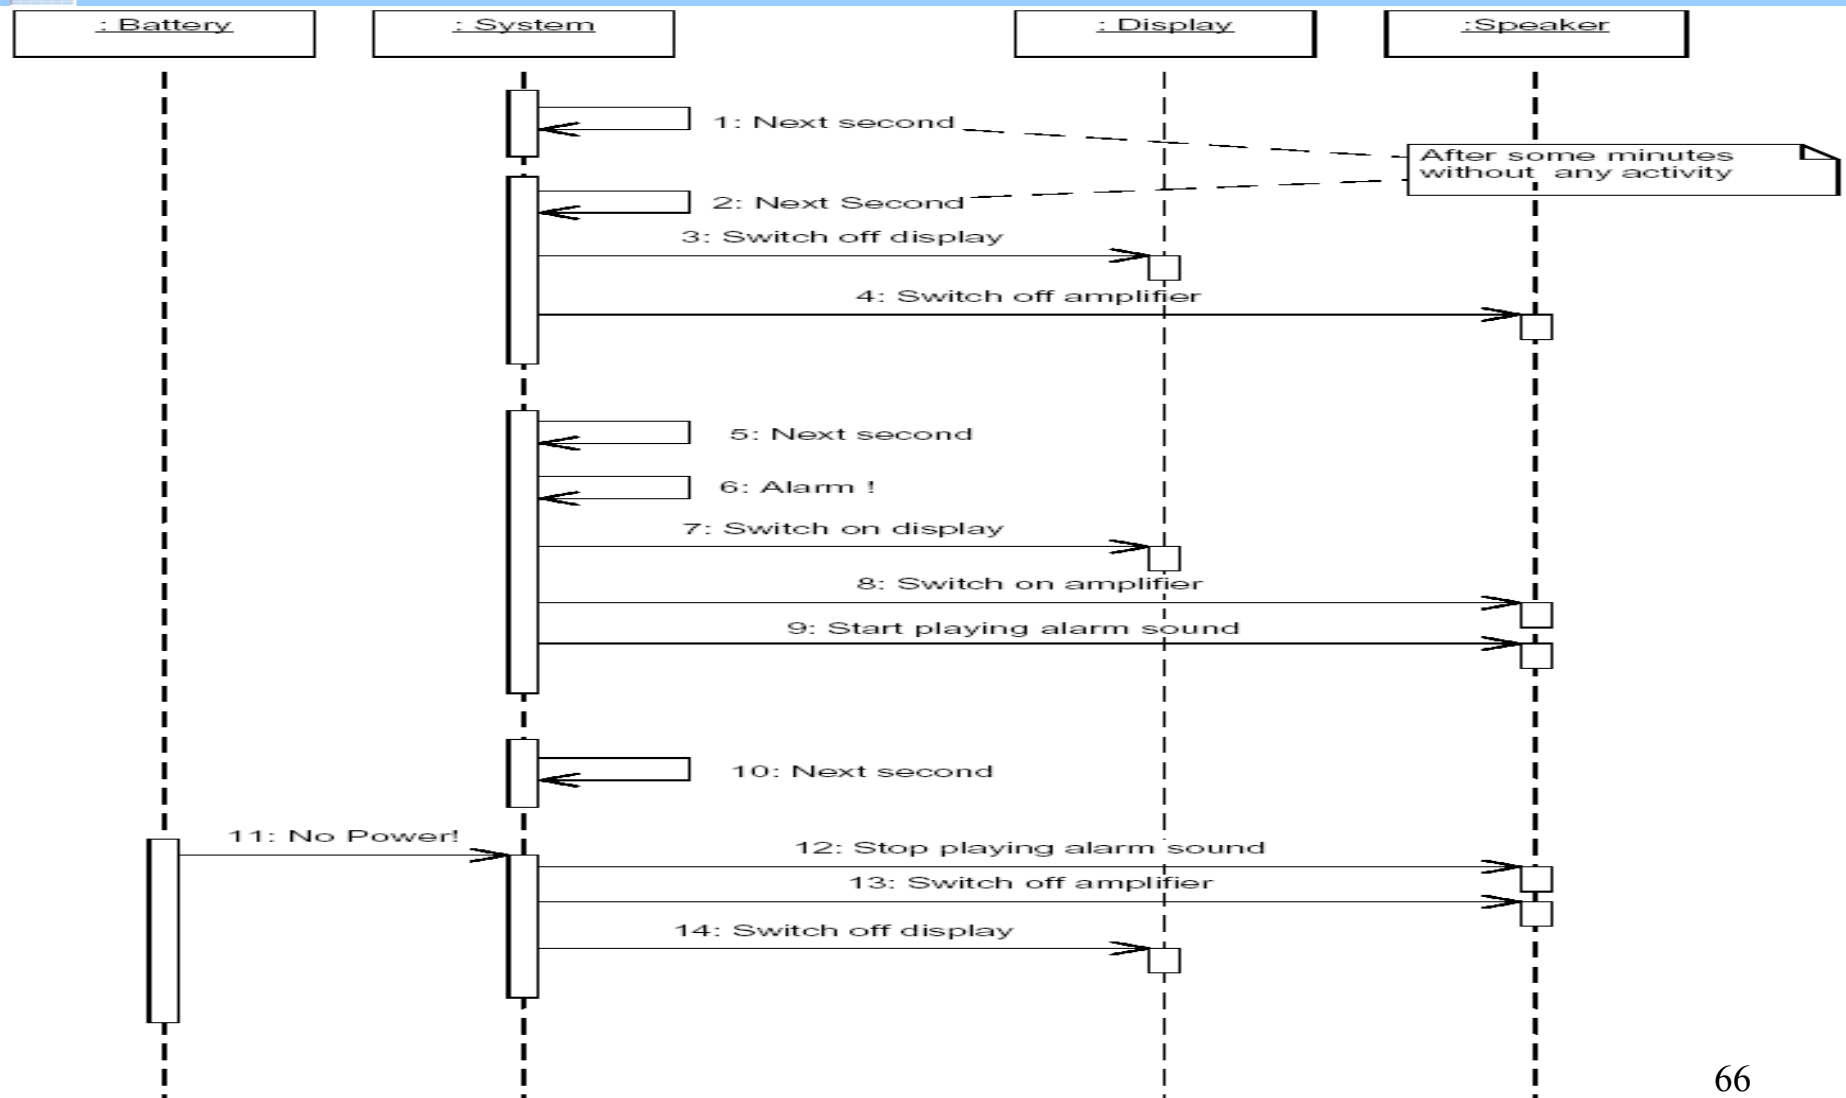 : Battery
: System
: Display
:Speaker
1: Next second
After some minutes
without any activity
2: Next Second
3: Switch off display
4: Switch off amplifier
5: Next second
6: Alarm !
7: Switch on display
8: Switch on amplifier
9: Start playing alarm sound
10: Next second
11: No Power!
12: Stop playing alarm sound
13: Switch off amplifier
14: Switch off display
66